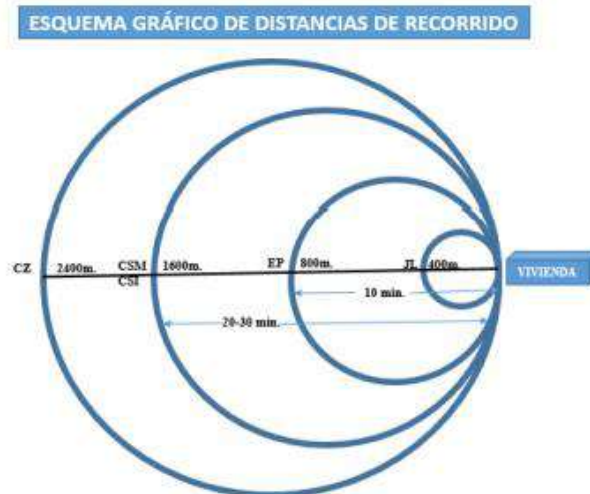 ESQUEMA GRÁFICO DE DISTANCIAS DE RECORRIDO
CZ 2400m. CSM 1600m. EP 800m. JL 400m. VIVIENDA
CSI
10 min.
20-30 min.